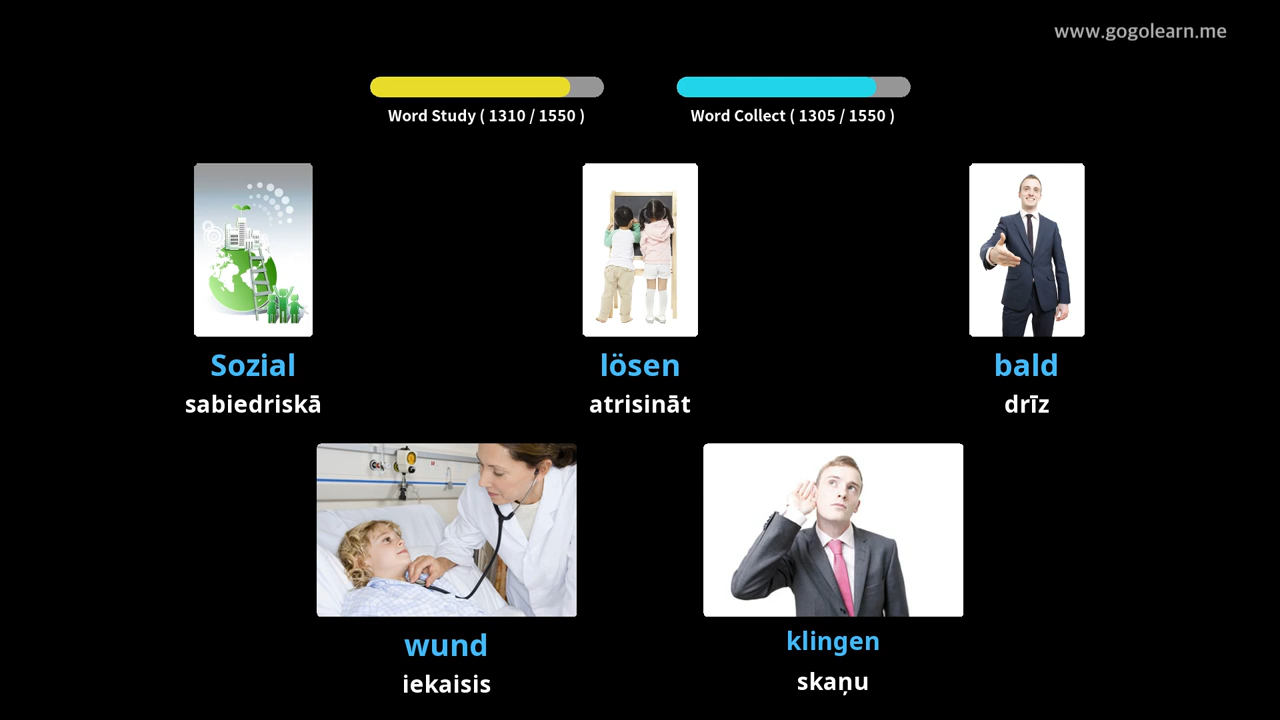 www.gogolearn.me
Word Study ( 1310 / 1550 )
Word Collect ( 1305 / 1550 )
Sozial
sabiedriskā
lösen
atrisināt
bald
drīz
wund
iekaisis
klingen
skaņu